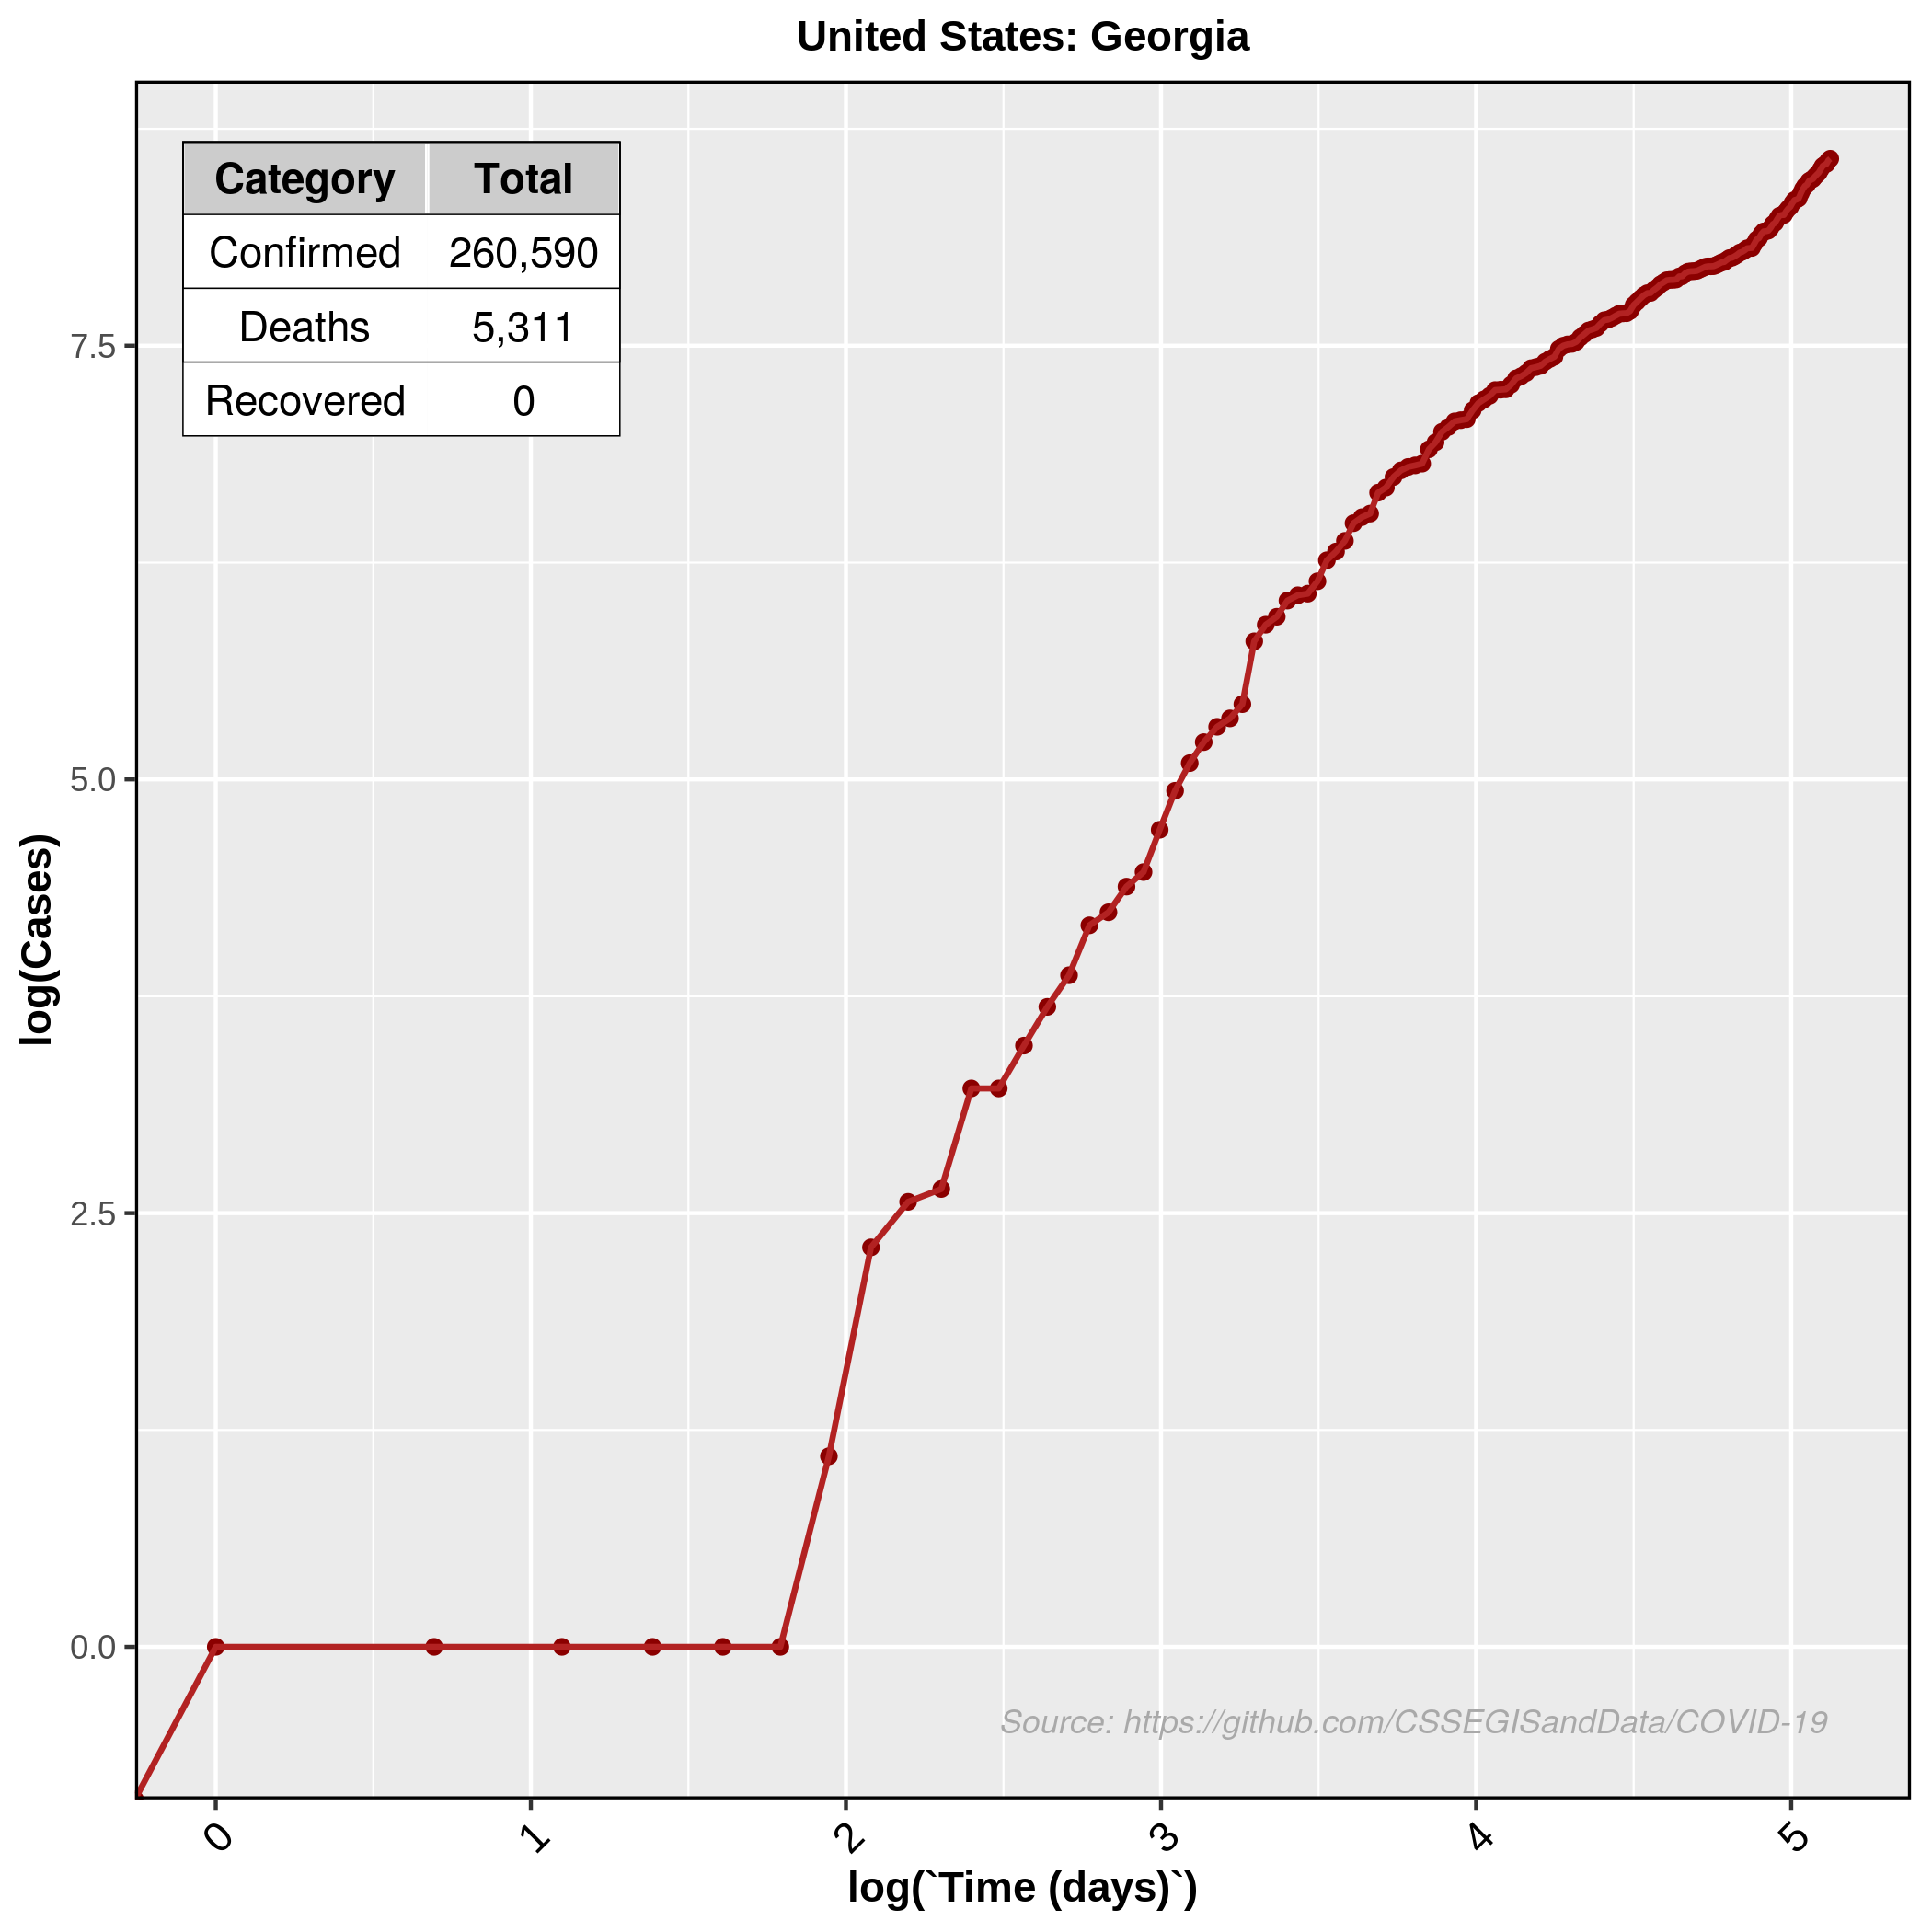 United States: Georgia
Category Total
Confirmed 260,590
Deaths 5,311
Recovered 0
7.5
5.0
2.5
0.0
log(Cases)
Source: https://github.com/CSSEGISandData/COVID-19
0 1 2 3 4 5
log(`Time (days)`)